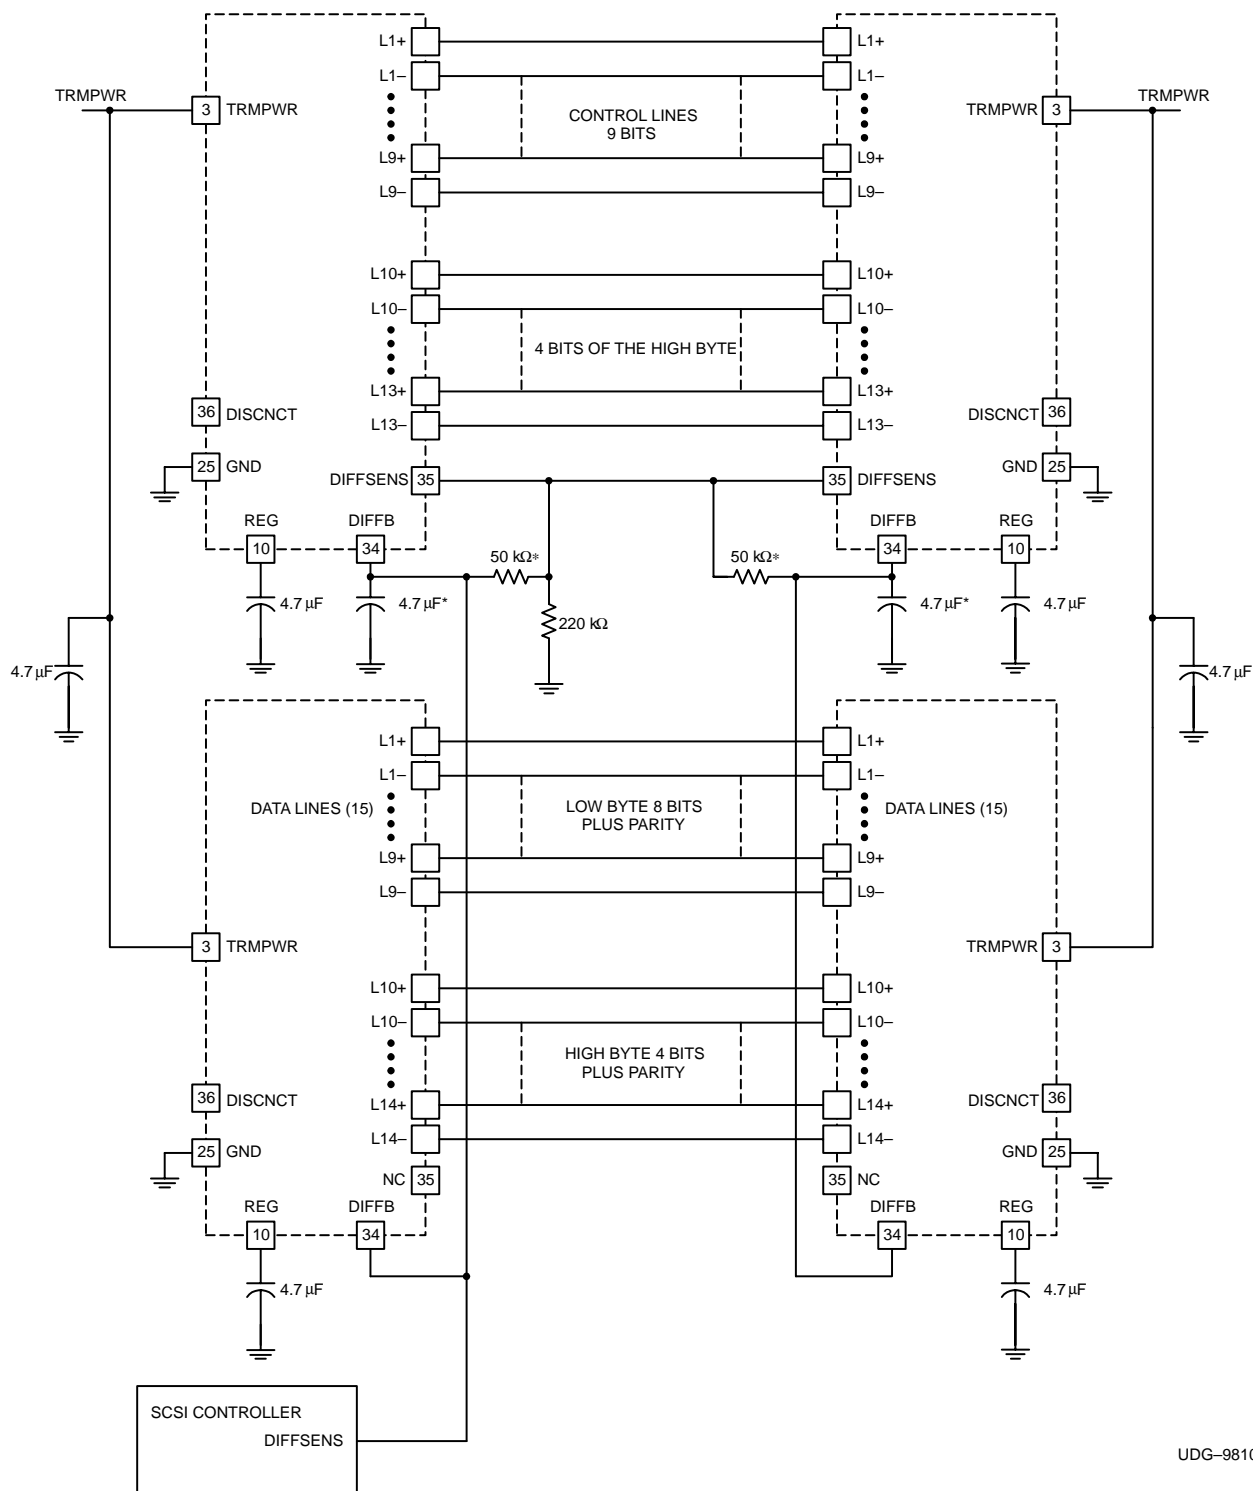 L1+ L1+
L1– L1–
TRMPWR 3 TRMPWR CONTROL LINES TRMPWR 3 TRMPWR
9 BITS
L9+ L9+
L9– L9–
L10+ L10+
L10– L10–
4 BITS OF THE HIGH BYTE
L13+ L13+
36 DISCNCT DISCNCT 36
L13– L13–
25 GND GND 25
DIFFSENS 35 35 DIFFSENS
REG DIFFB DIFFB REG
10 34 34 10
50 kΩ* 50 kΩ*
4.7 µF 4.7 µF* 4.7 µF* 4.7 µF
220 kΩ
4.7 µF 4.7 µF
L1+ L1+
L1– L1–
DATA LINES (15) LOW BYTE 8 BITS DATA LINES (15)
PLUS PARITY
L9+ L9+
L9– L9–
3 TRMPWR TRMPWR 3
L10+ L10+
L10– L10–
HIGH BYTE 4 BITS
PLUS PARITY
36 DISCNCT DISCNCT 36
L14+ L14+
L14– L14–
25 GND GND 25
NC 35 35 NC
REG DIFFB DIFFB REG
10 34 34 10
4.7 µF 4.7 µF
SCSI CONTROLLER
DIFFSENS
UDG–9810